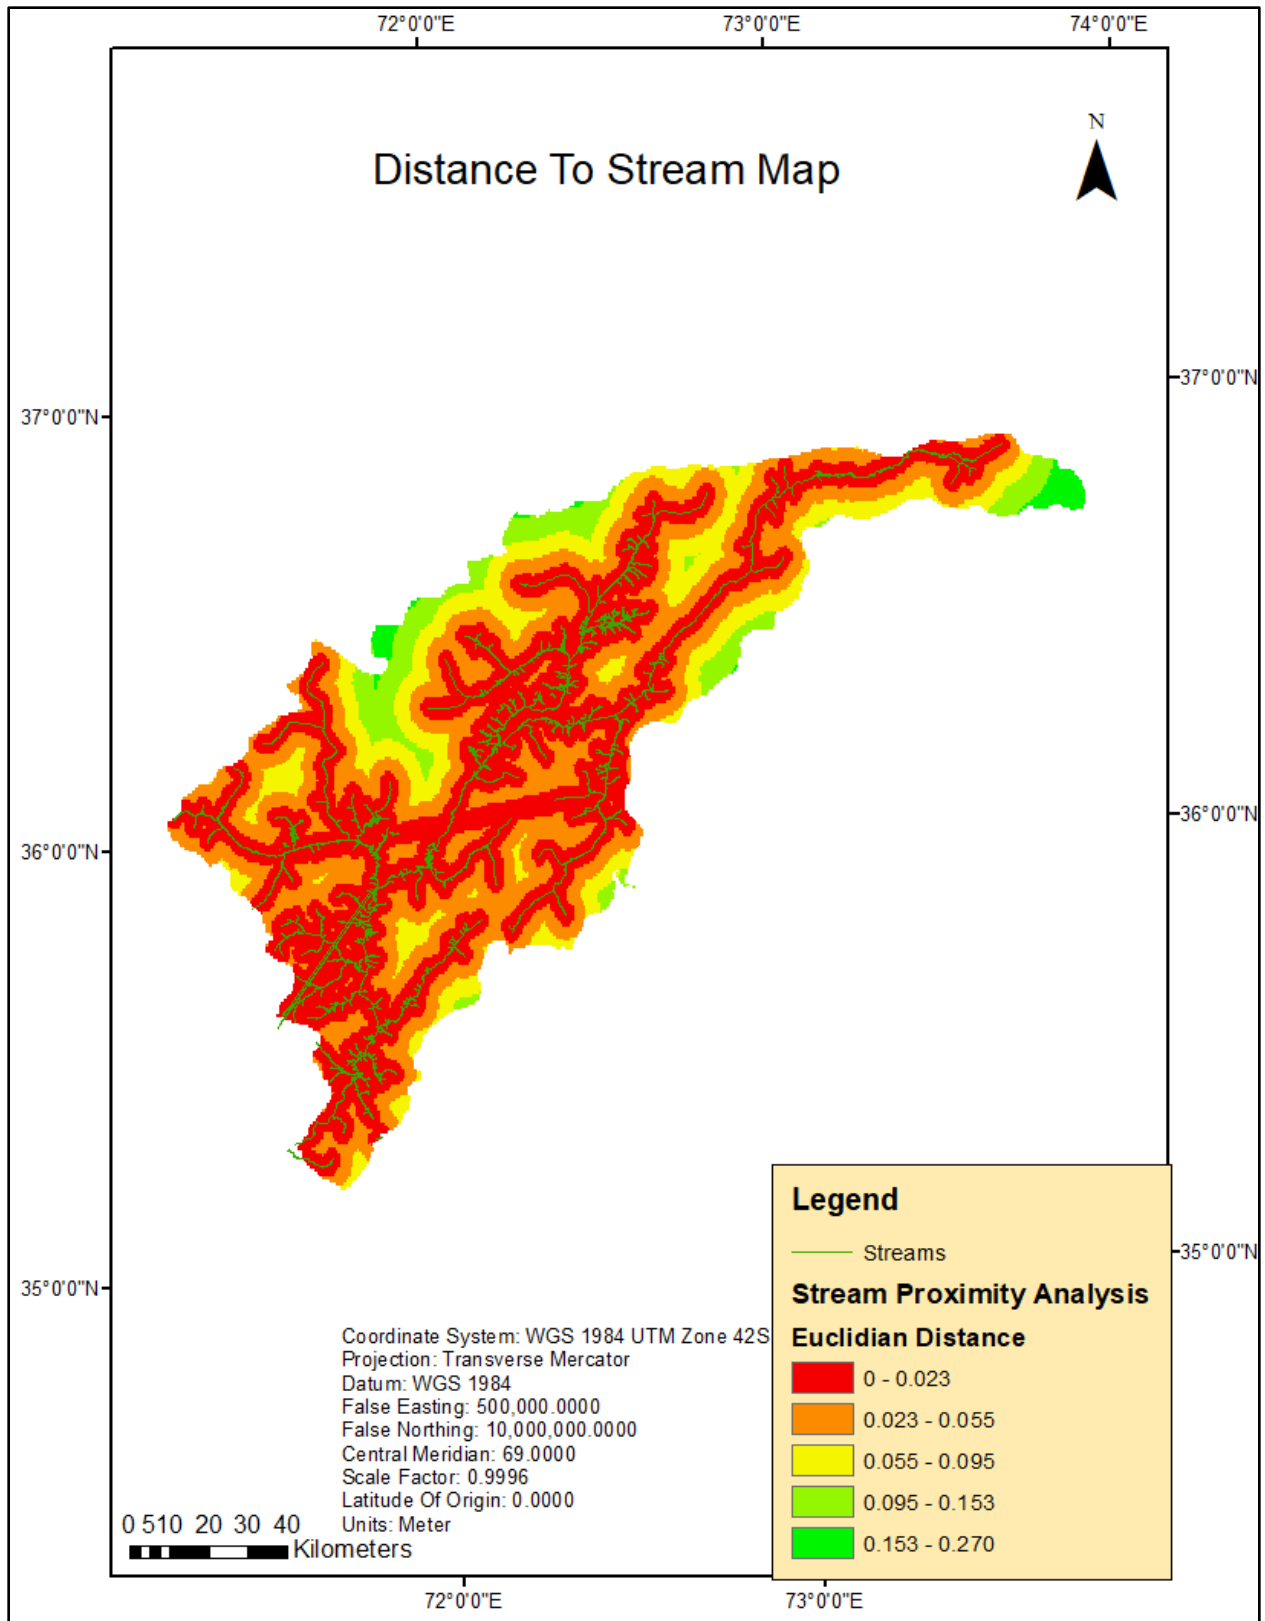 72°0'0"E 73°0'0"E 74°0'0"E
N
Distance To Stream Map
37°0'0"N
37°0'0"N
36°0'0"N
36°0'0"N
35°0'0"N
35°0'0"N
Legend
Streams
Stream Proximity Analysis
Euclidian Distance
0 - 0.023
0.023 - 0.055
0.055 - 0.095
0.095 - 0.153
0.153 - 0.270
Coordinate System: WGS 1984 UTM Zone 42S
Projection: Transverse Mercator
Datum: WGS 1984
False Easting: 500,000.0000
False Northing: 10,000,000.0000
Central Meridian: 69.0000
Scale Factor: 0.9996
Latitude Of Origin: 0.0000
Units: Meter
0 510 20 30 40
Kilometers
72°0'0"E 73°0'0"E